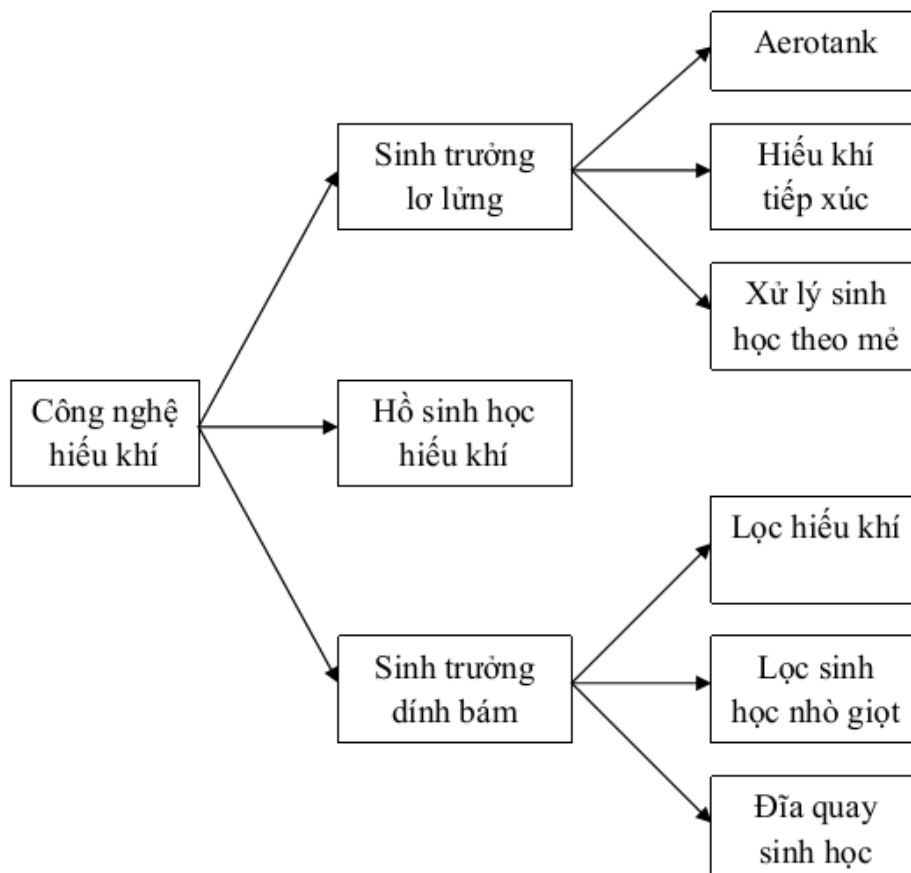 Aerotank
Sinh trưởng
lơ lửng
Hiếu khí
tiếp xúc
Xử lý sinh
học theo mẻ
Công nghệ
hiếu khí
Hồ sinh học
hiếu khí
Lọc hiếu khí
Sinh trưởng
dính bám
Lọc sinh
học nhò giọt
Đĩa quay
sinh học